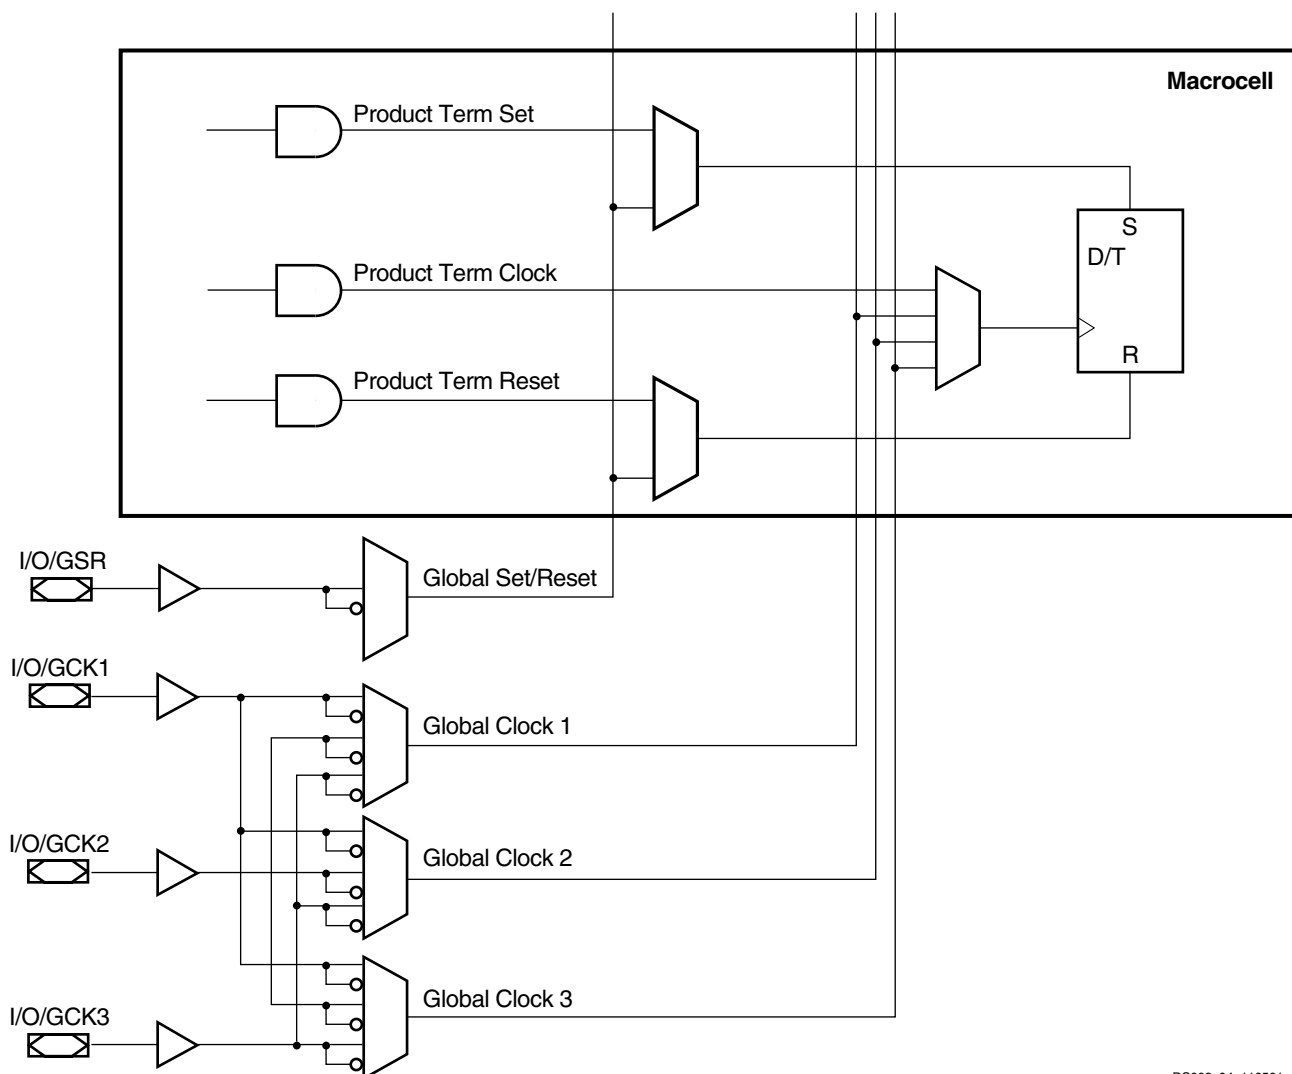 Macrocell
Product Term Set
S
D/T
Product Term Clock
R
Product Term Reset
I/O/GSR
Global Set/Reset
I/O/GCK1
Global Clock 1
I/O/GCK2
Global Clock 2
Global Clock 3
I/O/GCK3